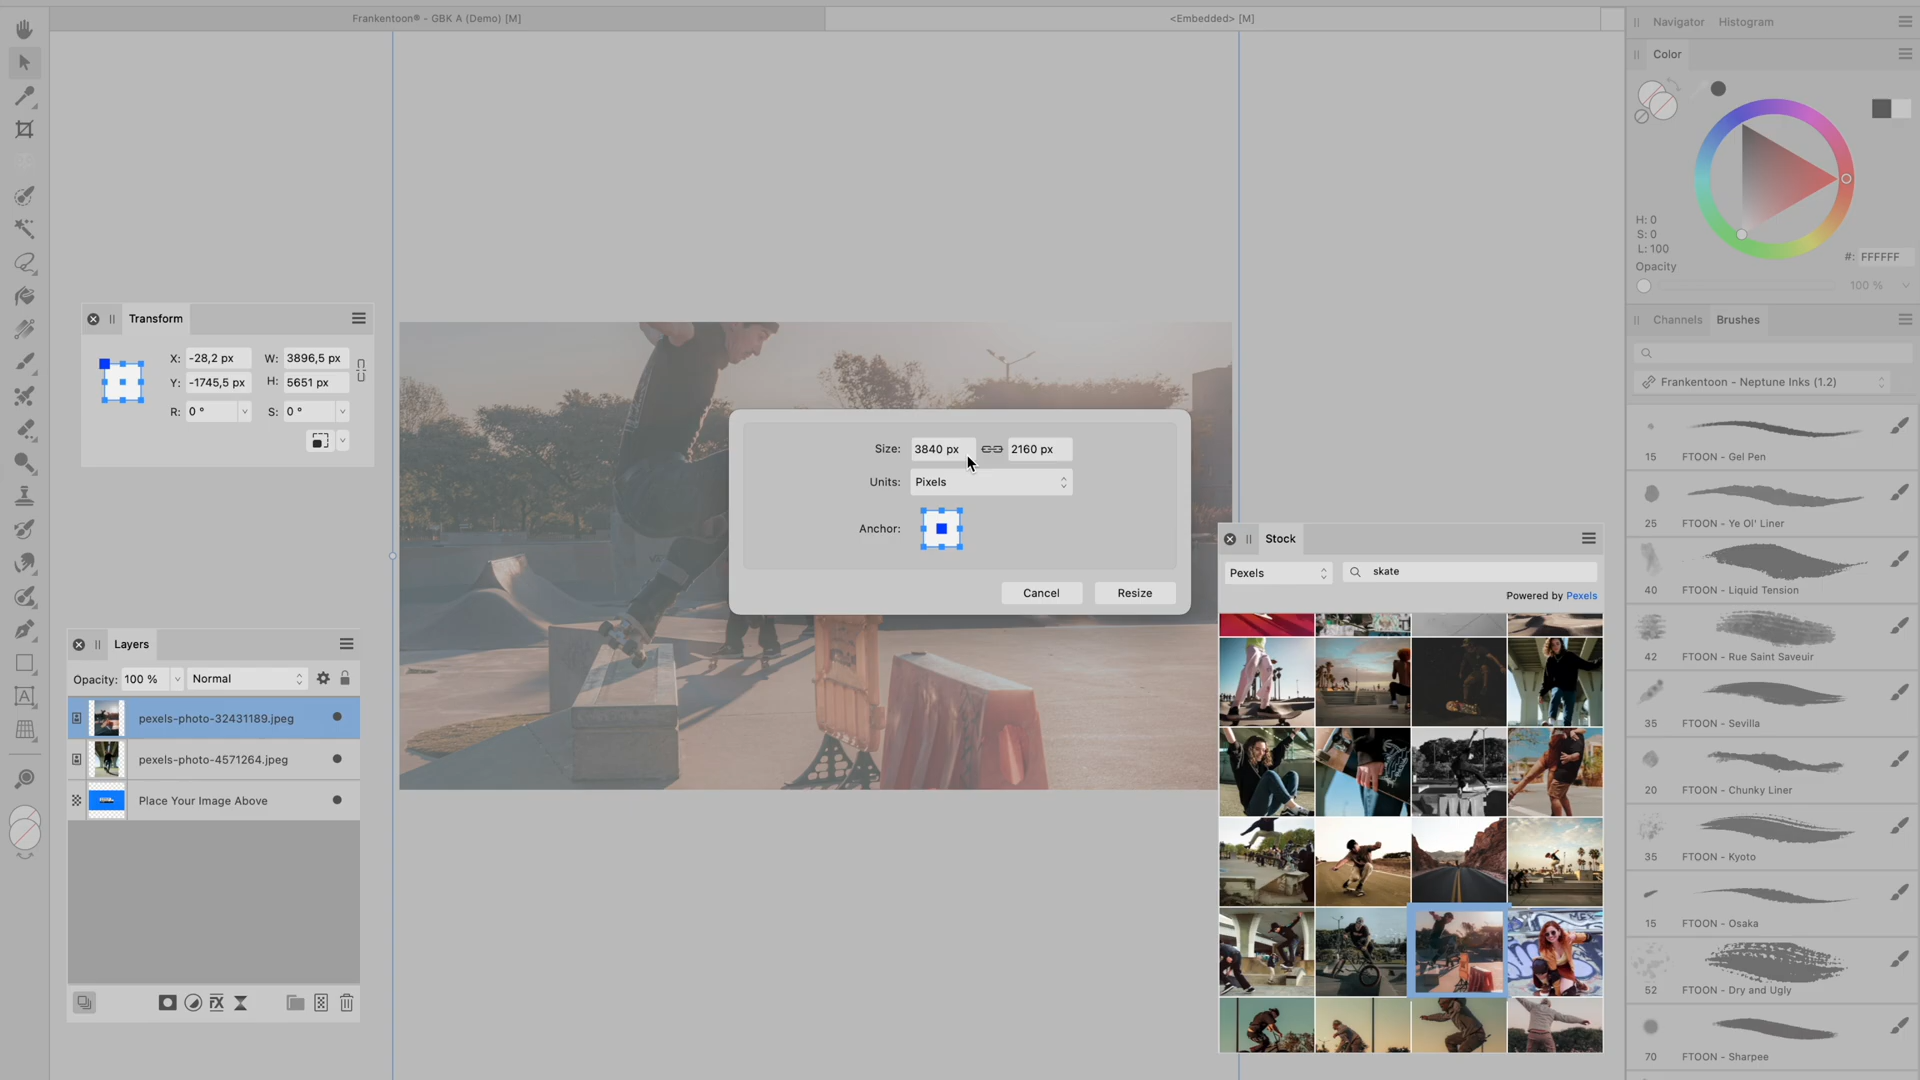 Frankentoon® - GBK A (Demo) [M]
<Embedded> [M]
Navigator
Histogram
Color
H: 0
S: 0
L: 100
#: FFFFFF
Opacity
100 %
Transform
X: -28,2 px
W: 3896,5 px
Y: -1745,5 px
H: 5651 px
R: 0 °
S: 0 °
Size: 3840 px
2160 px
Units: Pixels
Anchor:
Cancel
Resize
Stock
Pexels
skate
Powered by Pexels
Layers
Opacity: 100 %
Normal
pexels-photo-32431189.jpeg
pexels-photo-4571264.jpeg
Place Your Image Above
FX
Channels
Brushes
Frankentoon - Neptune Inks (1.2)
15 FTOON - Gel Pen
25 FTOON - Ye Ol' Liner
40 FTOON - Liquid Tension
42 FTOON - Rue Saint Saveuir
35 FTOON - Sevilla
20 FTOON - Chunky Liner
35 FTOON - Kyoto
15 FTOON - Osaka
52 FTOON - Dry and Ugly
70 FTOON - Sharpee